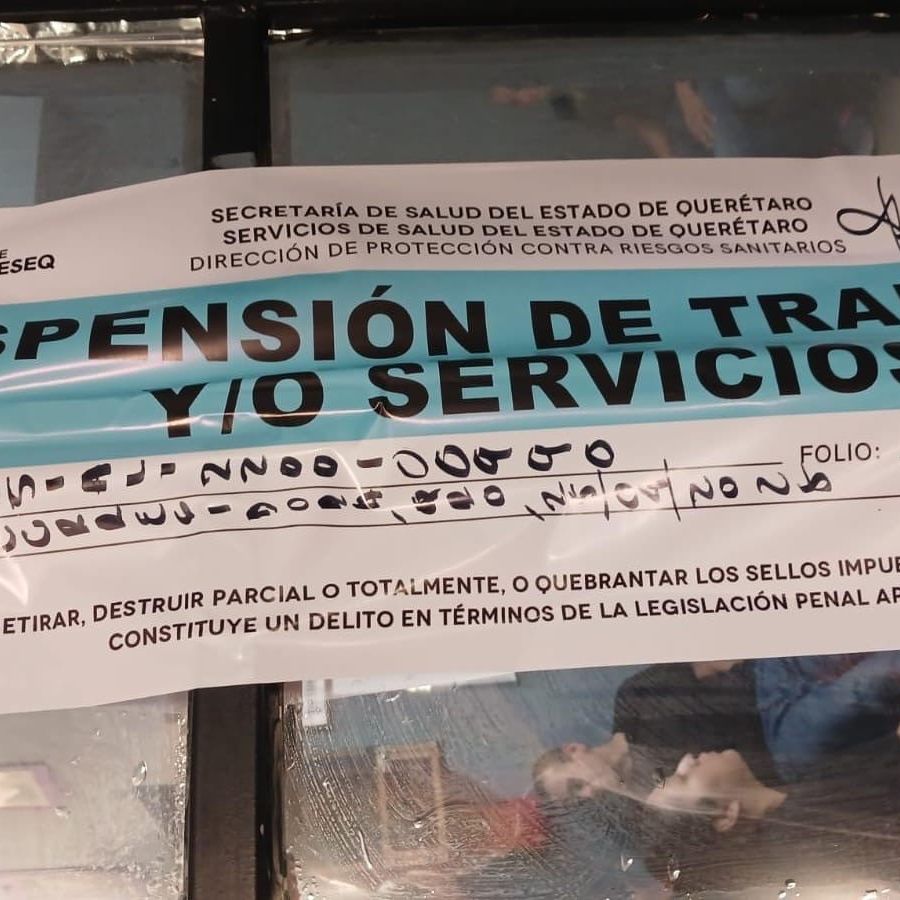 SECRETARÍA DE SALUD DEL ESTADO DE QUERÉTARO
SERVICIOS DE SALUD DEL ESTADO DE QUERÉTARO
DIRECCIÓN DE PROTECCIÓN CONTRA RIESGOS SANITARIOS
ESEQ
SPENSIÓN DE TRA
Y/O SERVICIOS
FOLIO:
ETIRAR, DESTRUIR PARCIAL O TOTALMENTE, O QUEBRANTAR LOS SELLOS IMPUE
CONSTITUYE UN DELITO EN TÉRMINOS DE LA LEGISLACIÓN PENAL AP